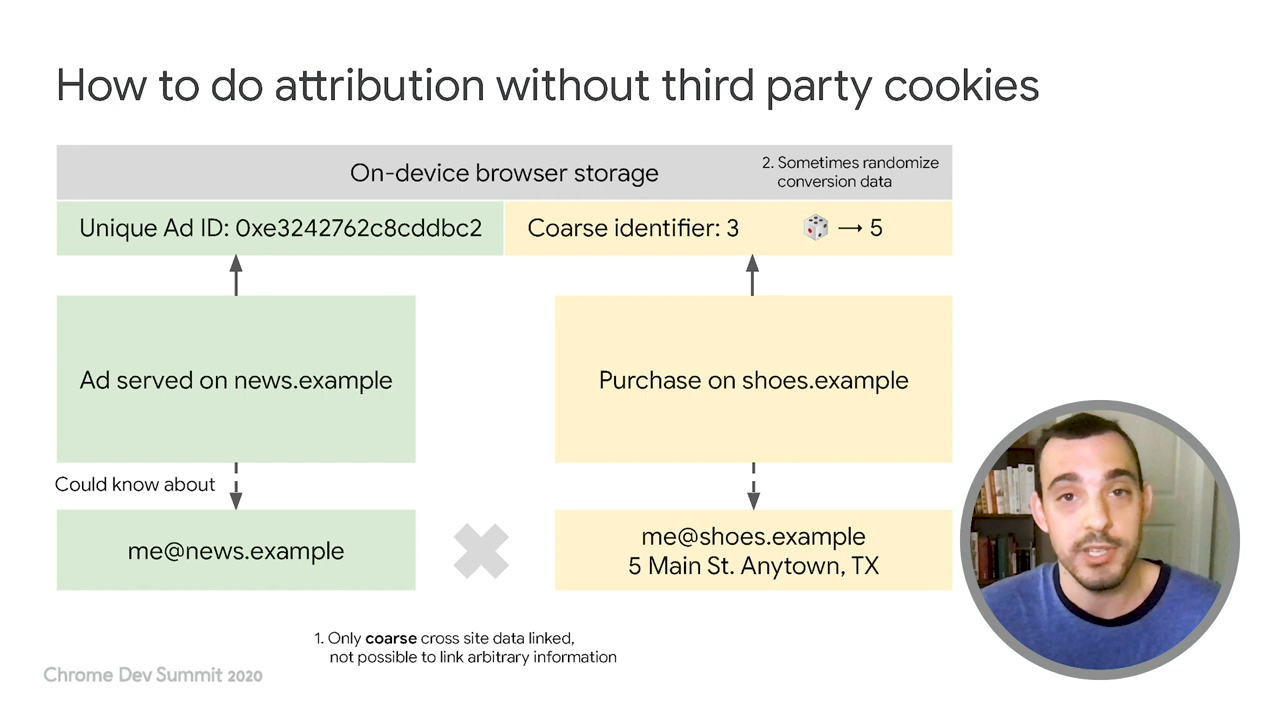 How to do attribution without third party cookies
On-device browser storage
2. Sometimes randomize
conversion data
Unique Ad ID: 0xe3242762c8cddbc2
Coarse identifier: 3
→ 5
Ad served on news.example
Purchase on shoes.example
Could know about
me@news.example
me@shoes.example
5 Main St. Anytown, TX
1. Only coarse cross site data linked,
not possible to link arbitrary information
Chrome Dev Summit 2020